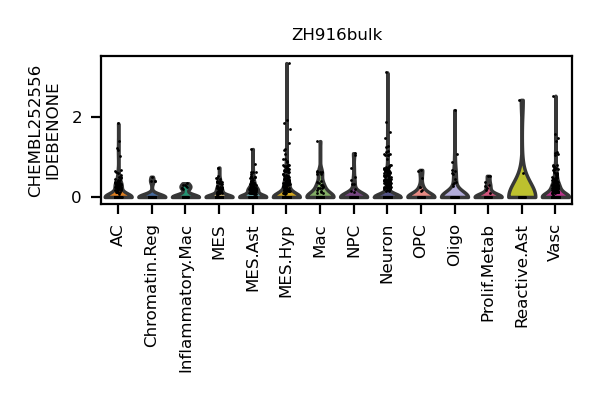 ZH916bulk
CHEMBL252556
IDEBENONE
2
0
AC
Chromatin.Reg
Inflammatory.Mac
MES
MES.Ast
MES.Hyp
Mac
NPC
Neuron
OPC
Oligo
Prolif.Metab
Reactive.Ast
Vasc